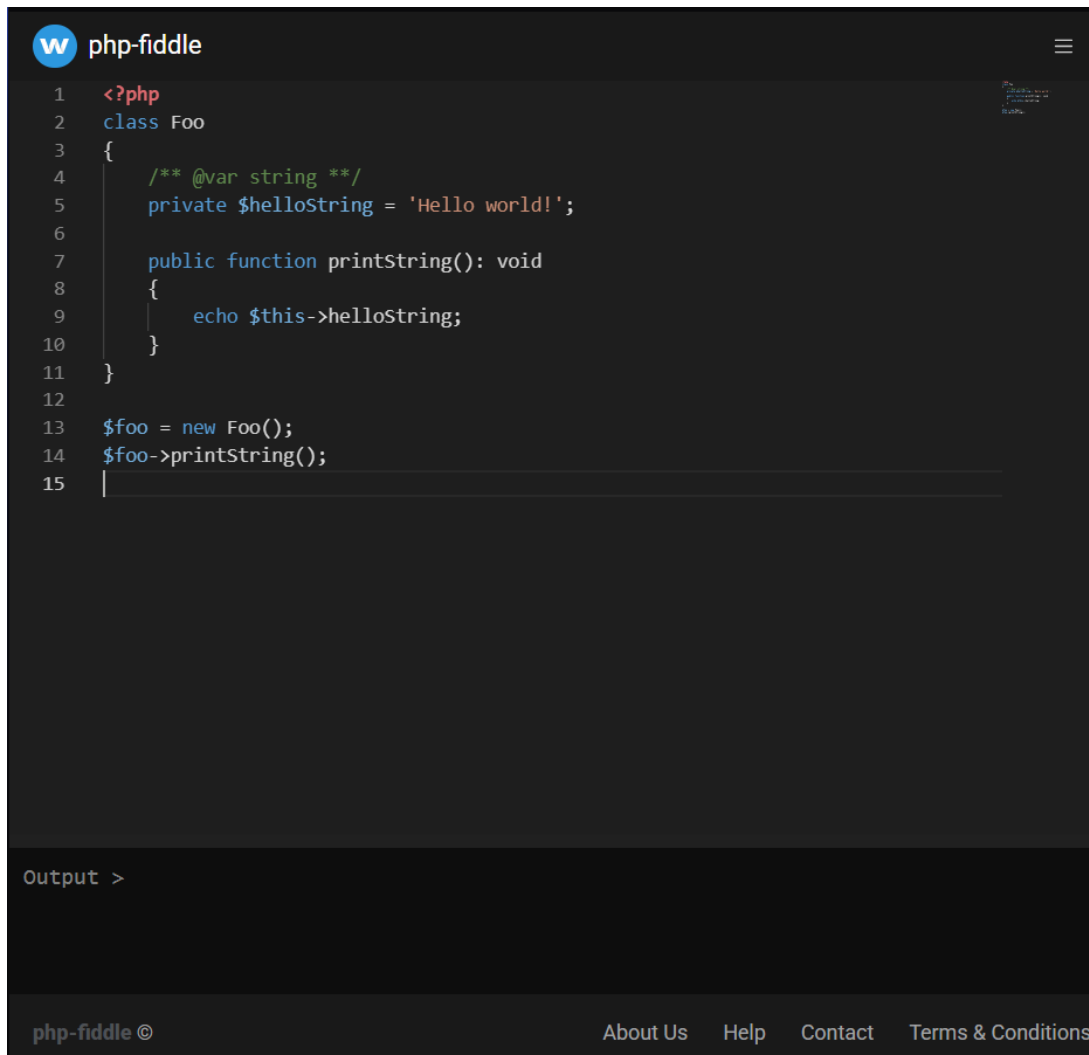 w php-fiddle
1 <?php
2 class Foo
3 {
4     /** @var string **/
5     private $helloString = 'Hello world!';
6
7     public function printString(): void
8     {
9         echo $this->helloString;
10     }
11 }
12
13 $foo = new Foo();
14 $foo->printString();
15
Output >
php-fiddle © About Us Help Contact Terms & Conditions